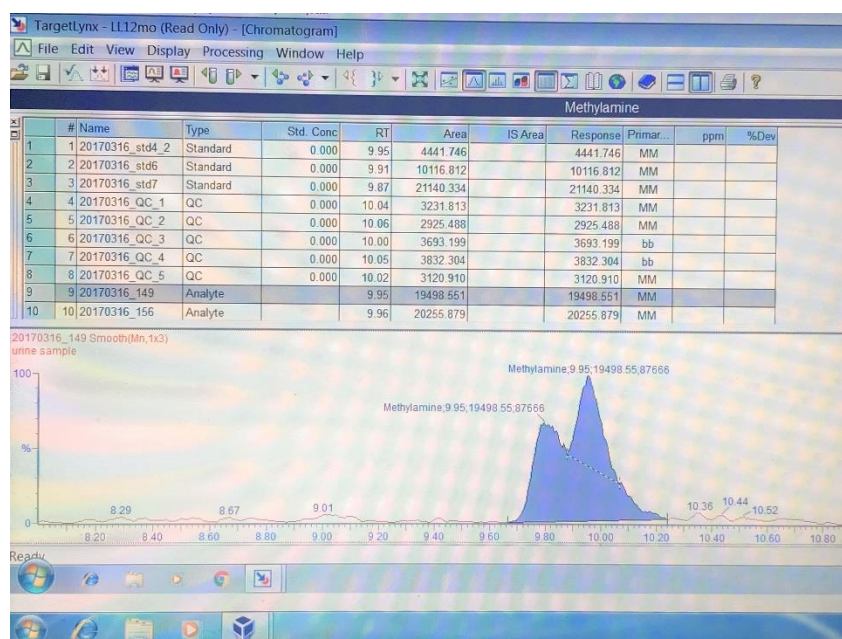 TargetLynx - LL12mo (Read Only) - [Chromatogram]
File Edit View Display Processing Window Help
Methylamine
# Name Type Std. Conc RT Area IS Area Response Primar... ppm %Dev
1 1 20170316_std4_2 Standard 0.000 9.95 4441.746 4441.746 MM
2 2 20170316_std6 Standard 0.000 9.91 10116.812 10116.812 MM
3 3 20170316_std7 Standard 0.000 9.87 21140.334 21140.334 MM
4 4 20170316_QC_1 QC 0.000 10.04 3231.813 3231.813 MM
5 5 20170316_QC_2 QC 0.000 10.06 2925.488 2925.488 MM
6 6 20170316_QC_3 QC 0.000 10.00 3693.199 3693.199 bb
7 7 20170316_QC_4 QC 0.000 10.05 3832.304 3832.304 bb
8 8 20170316_QC_5 QC 0.000 10.02 3120.910 3120.910 MM
9 9 20170316_149 Analyte 9.95 19498.551 19498.551 MM
10 10 20170316_156 Analyte 9.96 20255.879 20255.879 MM
20170316_149 Smooth(Mn,1x3)
urine sample
100
Methylamine;9.95;19498.55;87666
Methylamine;9.95;19498.55;87666
%
8.29 8.67 9.01 10.36 10.44 10.52
0
8.20 8.40 8.60 8.80 9.00 9.20 9.40 9.60 9.80 10.00 10.20 10.40 10.60 10.80
Ready